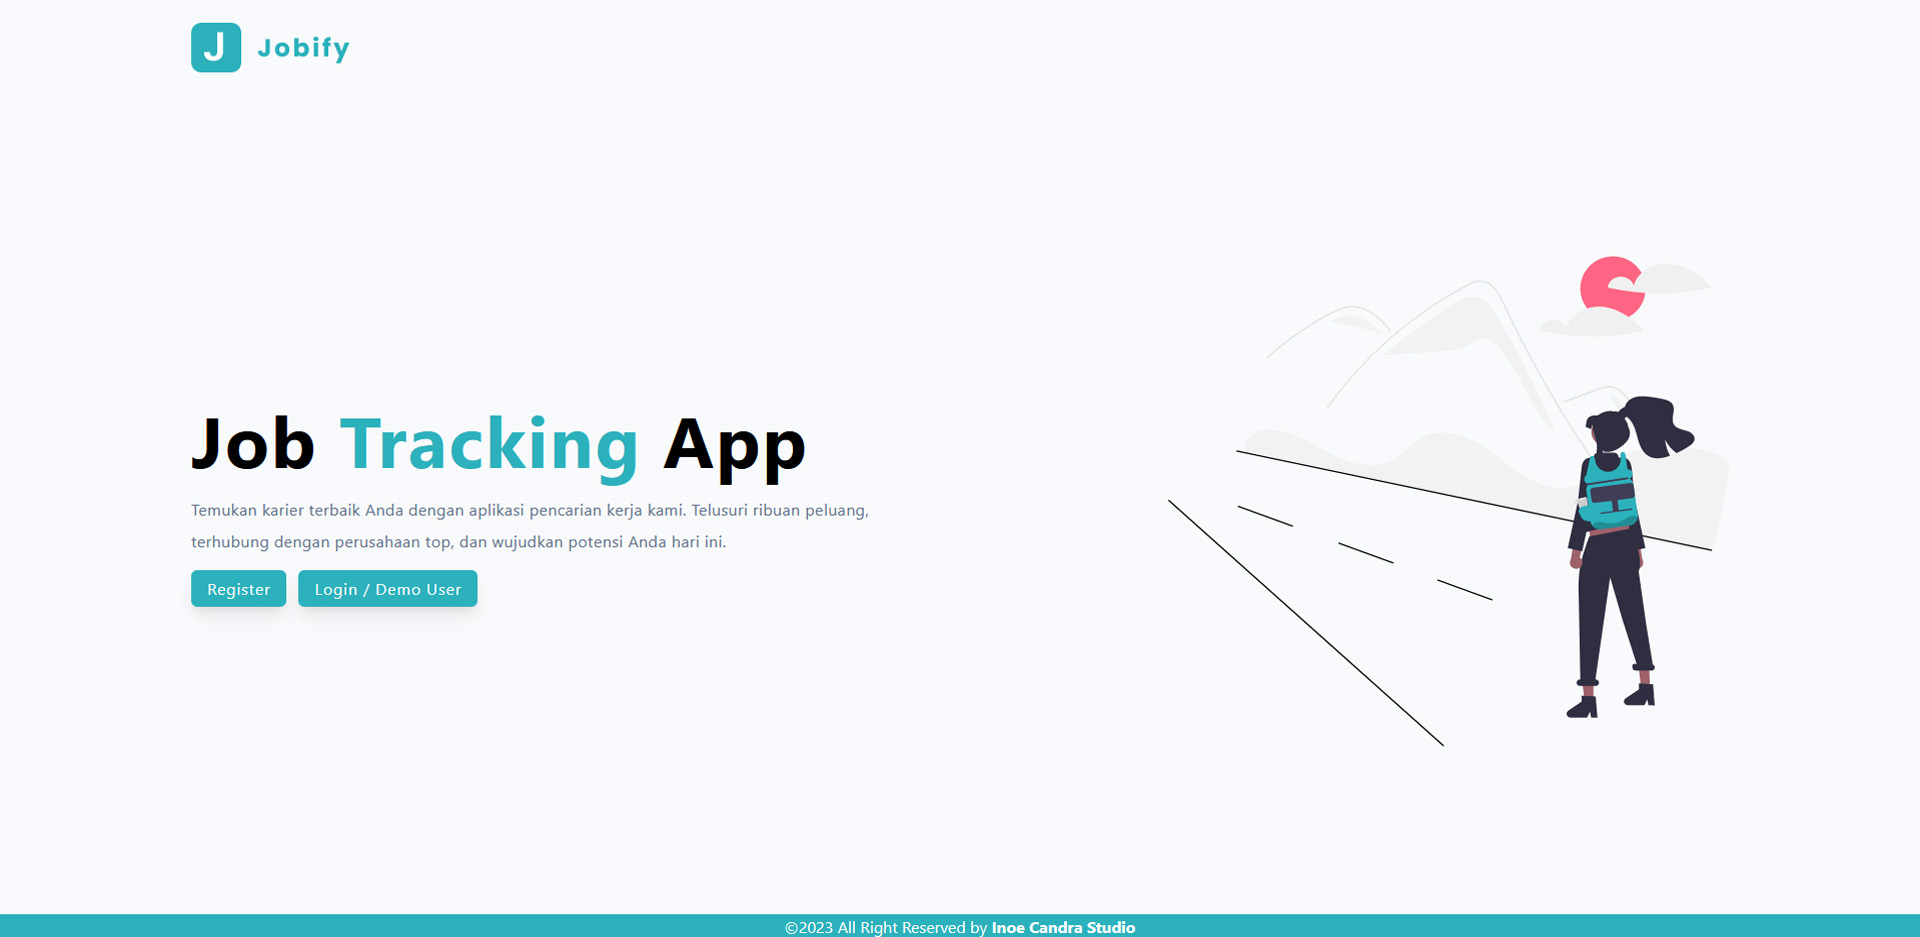 J Jobify
Job Tracking App
Temukan karier terbaik Anda dengan aplikasi pencarian kerja kami. Telusuri ribuan peluang,
terhubung dengan perusahaan top, dan wujudkan potensi Anda hari ini.
Register Login / Demo User
©2023 All Right Reserved by Inoe Candra Studio